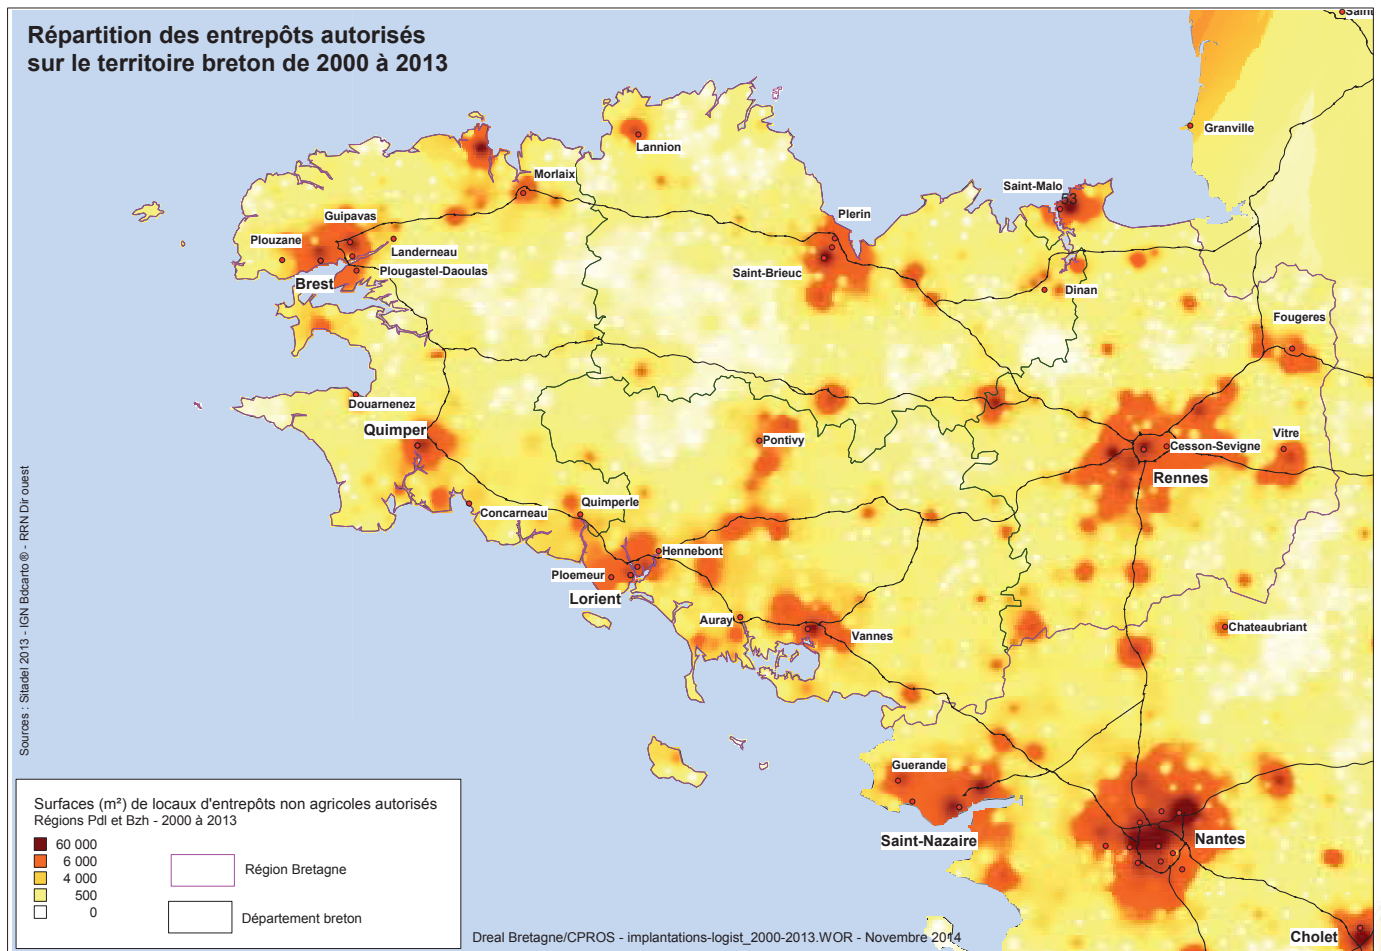 Répartition des entrepôts autorisés
sur le territoire breton de 2000 à 2013
Saint
Granville
Lannion
Morlaix
Saint-Malo
53
Guipavas
Plerin
Plouzane
Landerneau
Saint-Brieuc
Plougastel-Daoulas
Brest
Dinan
Fougeres
Douarnenez
Quimper
Pontivy
Cesson-Sevigne
Vitre
Rennes
Concarneau
Quimperle
Hennebont
Ploemeur
Lorient
Auray
Vannes
Chateaubriant
Guerande
Saint-Nazaire
Nantes
Cholet
Sources : Sitadel 2013 - IGN Bdcarto ® - RRN Dir ouest
Surfaces (m²) de locaux d'entrepôts non agricoles autorisés
Régions Pdl et Bzh - 2000 à 2013
60 000
6 000
4 000
500
0
Région Bretagne
Département breton
Dreal Bretagne/CPROS - implantations-logist_2000-2013.WOR - Novembre 2014